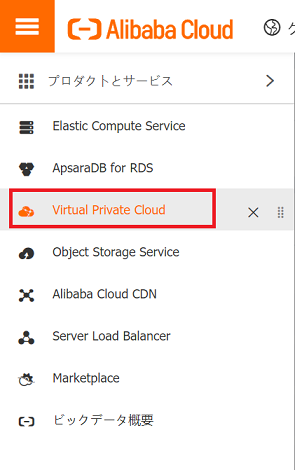 Alibaba Cloud
プロダクトとサービス
Elastic Compute Service
ApsaraDB for RDS
Virtual Private Cloud
Object Storage Service
Alibaba Cloud CDN
Server Load Balancer
Marketplace
ビックデータ概要